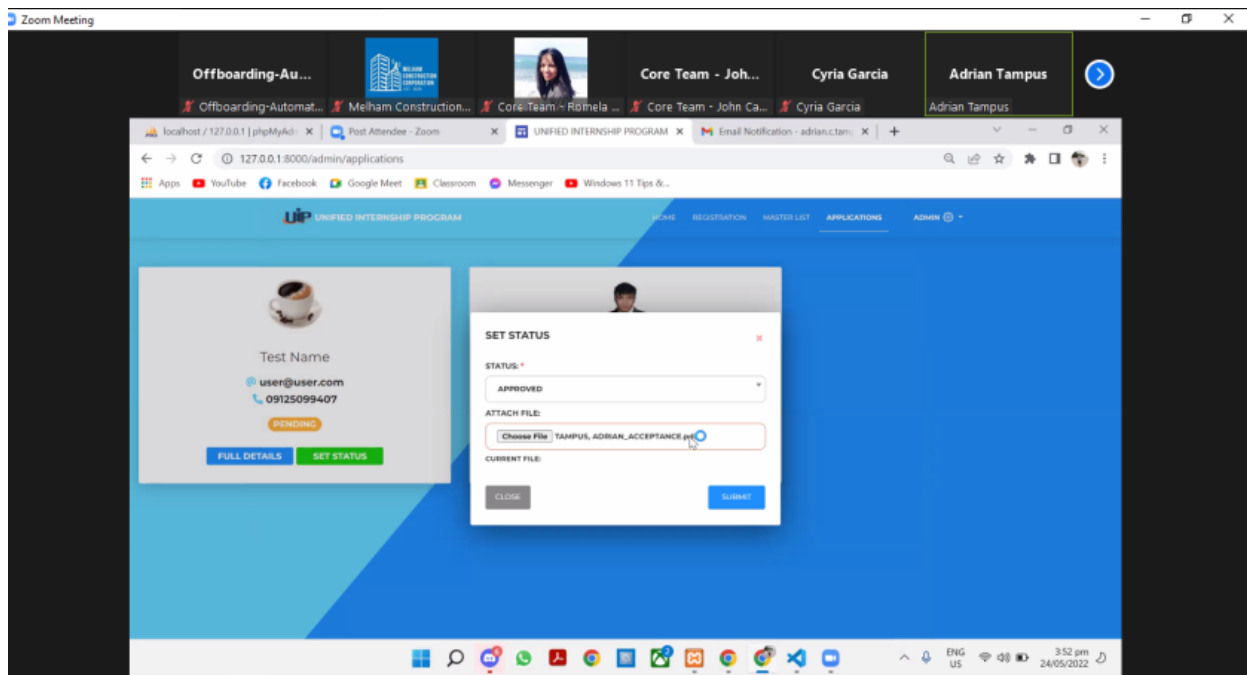 Zoom Meeting
Offboarding-Au... Core Team - Joh... Cyria Garcia Adrian Tampus
MELHAM
CONSTRUCTION
CORPORATION
Offboarding-Automat... Melham Construction... Core Team - Romela ... Core Team - John Ca... Cyria Garcia Adrian Tampus
localhost / 127.0.0.1 | phpMyAd Post Attendee - Zoom UNIFIED INTERNSHIP PROGRAM Email Notification - adrian.c.tam
127.0.0.1:8000/admin/applications
Apps YouTube Facebook Google Meet Classroom Messenger Windows 11 Tips &...
UIP UNIFIED INTERNSHIP PROGRAM HOME REGISTRATION MASTER LIST APPLICATIONS ADMIN
Test Name
user@user.com
09125099407
PENDING
FULL DETAILS SET STATUS
SET STATUS
STATUS: *
APPROVED
ATTACH FILE:
Choose File TAMPUS, ADRIAN_ACCEPTANCE.pdf
CURRENT FILE:
CLOSE SUBMIT
ENG
US
3:52 pm
24/05/2022